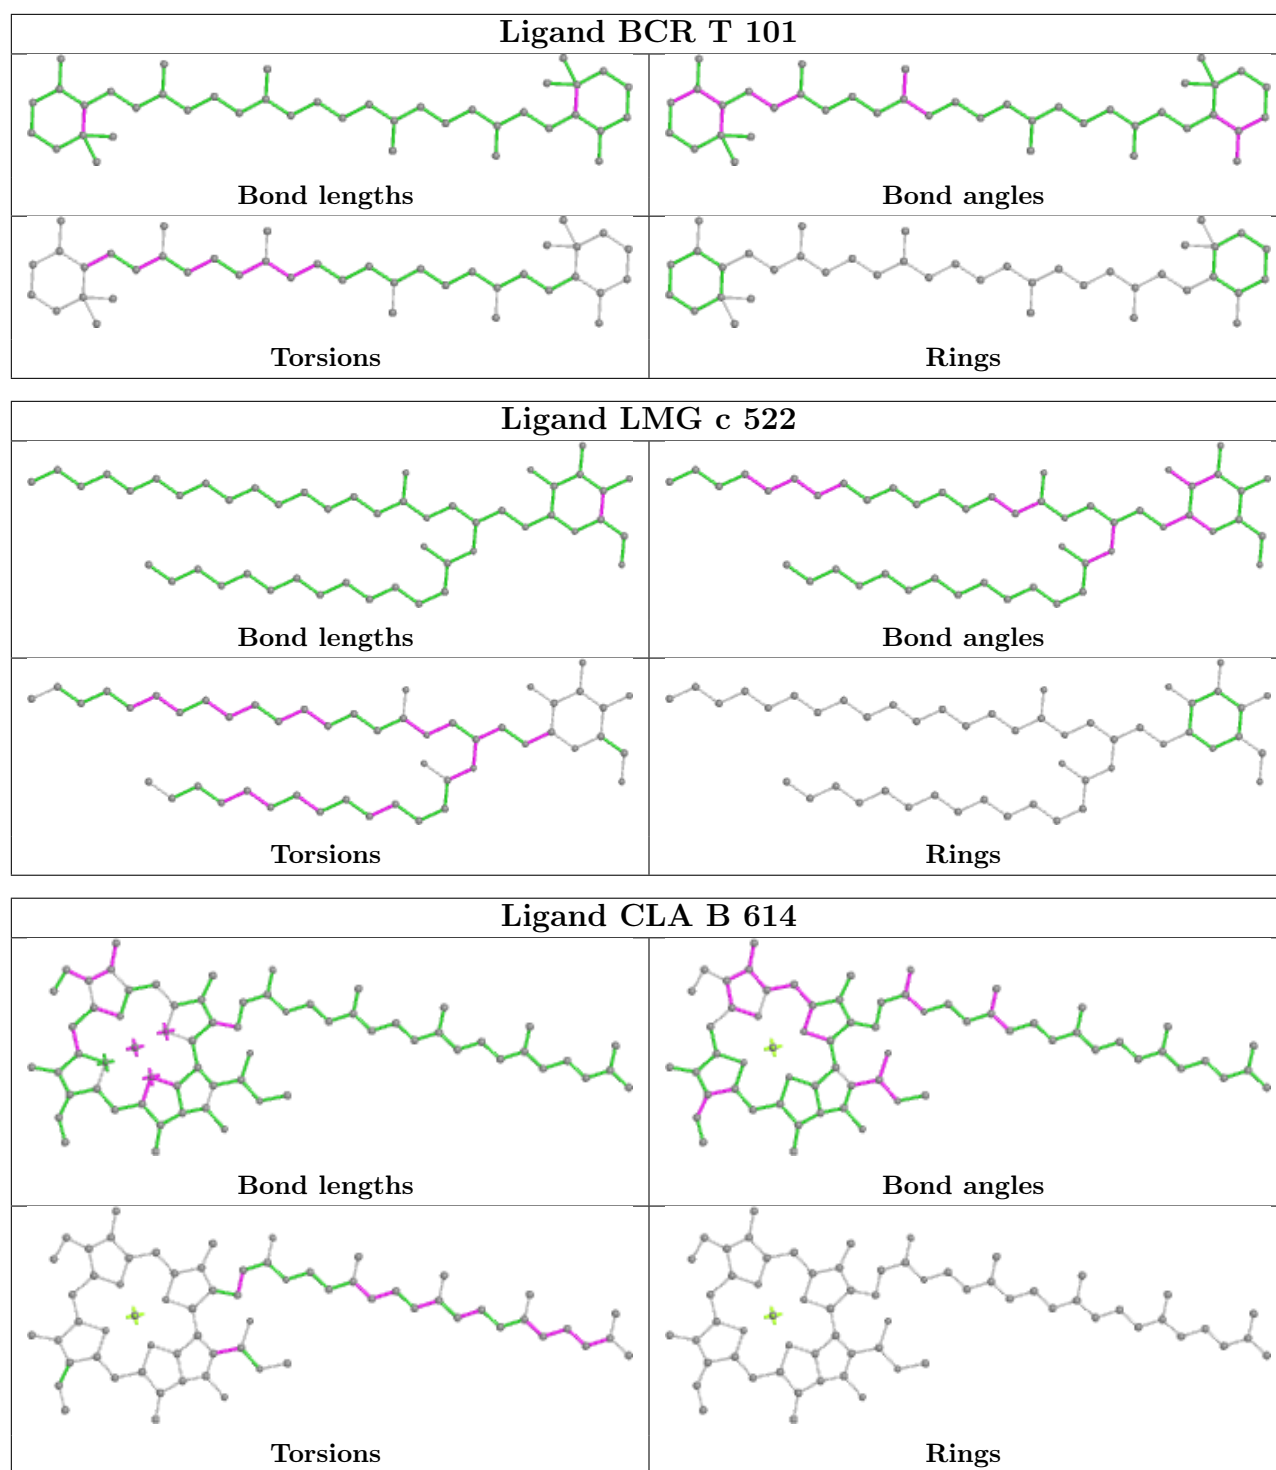 Ligand BCR T 101
Bond lengths
Bond angles
Torsions
Rings
Ligand LMG c 522
Bond lengths
Bond angles
Torsions
Rings
Ligand CLA B 614
Bond lengths
Bond angles
Torsions
Rings